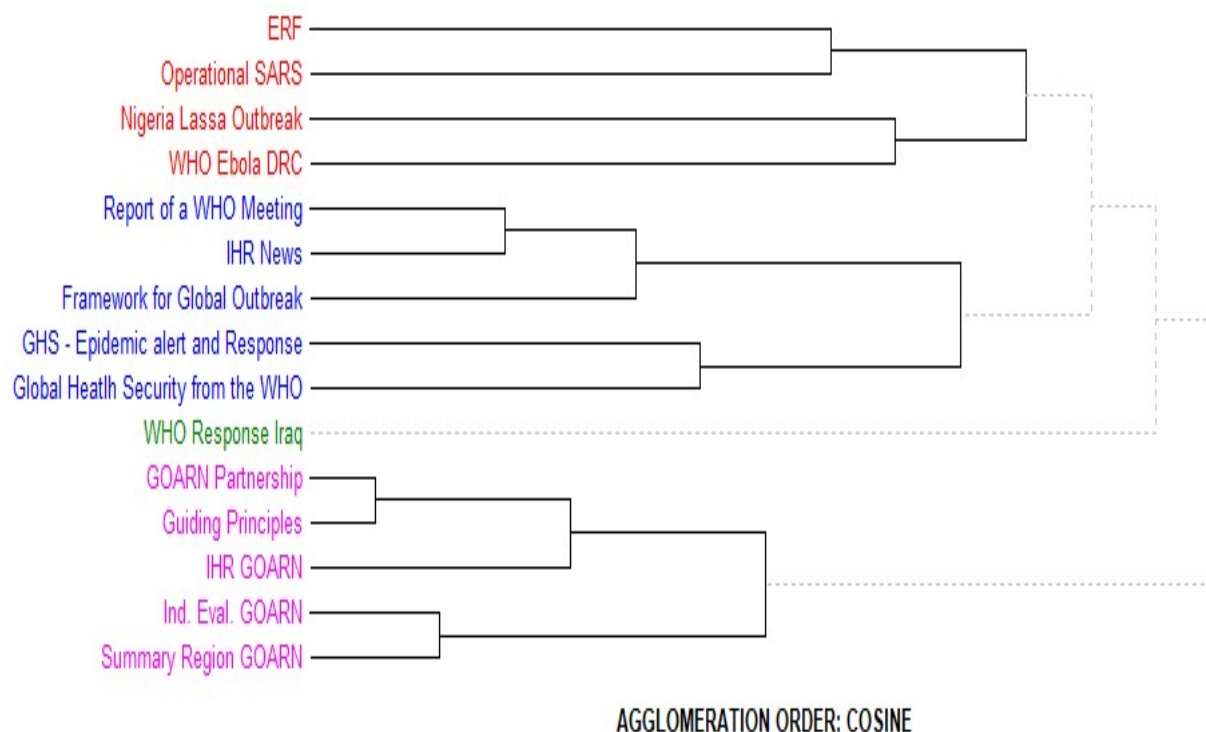 ERF
Operational SARS
Nigeria Lassa Outbreak
WHO Ebola DRC
Report of a WHO Meeting
IHR News
Framework for Global Outbreak
GHS - Epidemic alert and Response
Global Heatlh Security from the WHO
WHO Response Iraq
GOARN Partnership
Guiding Principles
IHR GOARN
Ind. Eval. GOARN
Summary Region GOARN
AGGLOMERATION ORDER: COSINE